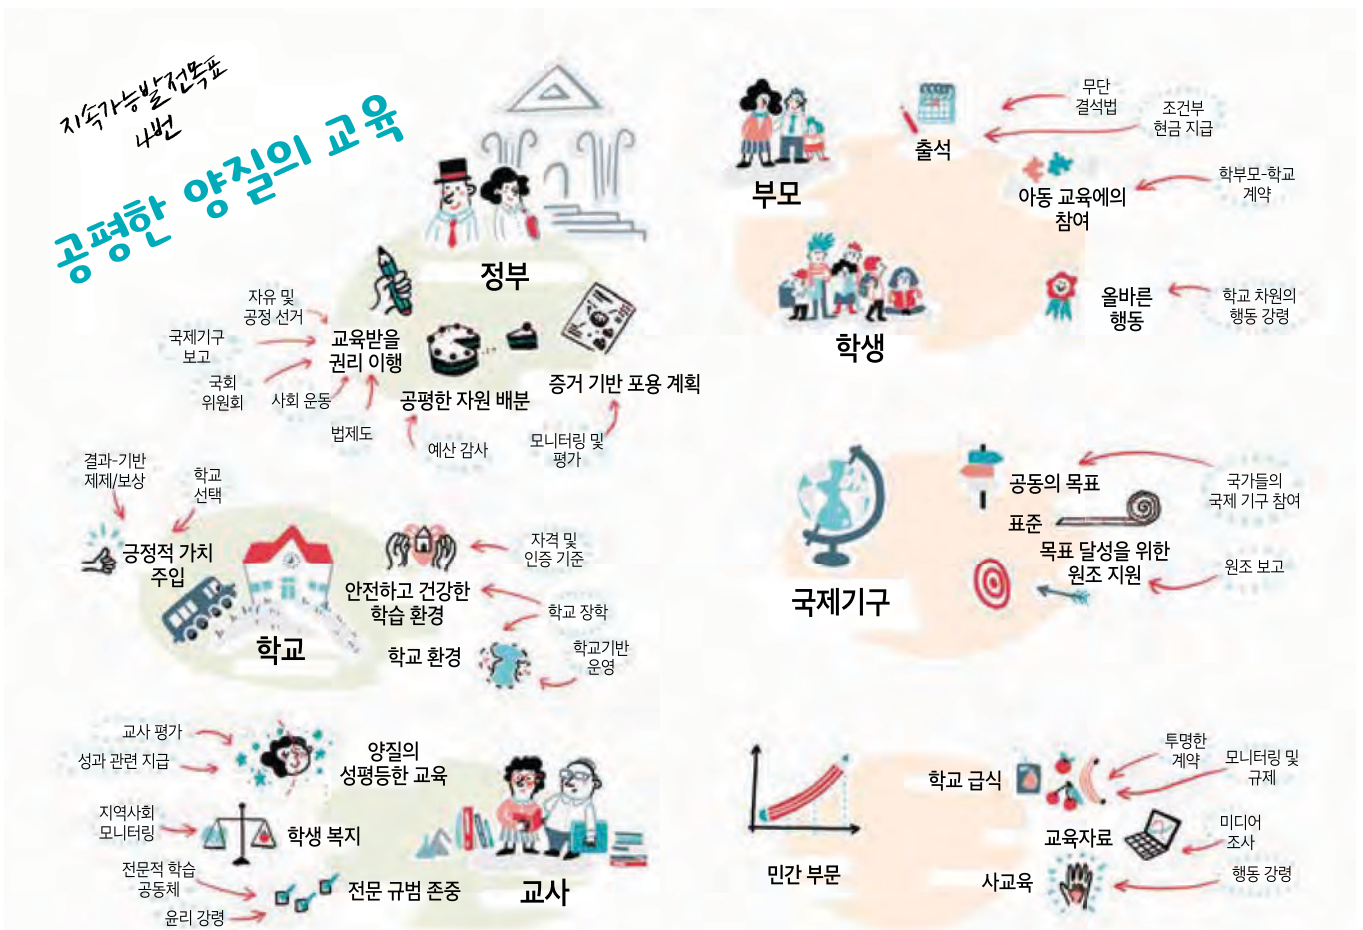 지속가능발전목표
4번
공평한 양질의 교육
정부
자유 및
공정 선거
국제기구
보고
국회
위원회
사회 운동
법제도
교육받을
권리 이행
공평한 자원 배분
예산 감사
증거 기반 포용 계획
모니터링 및
평가
결과-기반
제제/보상
학교
선택
긍정적 가치
주입
학교
안전하고 건강한
학습 환경
자격 및
인증 기준
학교 장학
학교 환경
학교기반
운영
교사 평가
성과 관련 지급
양질의
성평등한 교육
지역사회
모니터링
학생 복지
전문적 학습
공동체
윤리 강령
전문 규범 존중
교사
부모
출석
무단
결석법
조건부
현금 지급
아동 교육에의
참여
학부모-학교
계약
학생
올바른
행동
학교 차원의
행동 강령
국제기구
공동의 목표
국가들의
국제 기구 참여
표준
목표 달성을 위한
원조 지원
원조 보고
민간 부문
학교 급식
투명한
계약
모니터링 및
규제
교육자료
미디어
조사
사교육
행동 강령